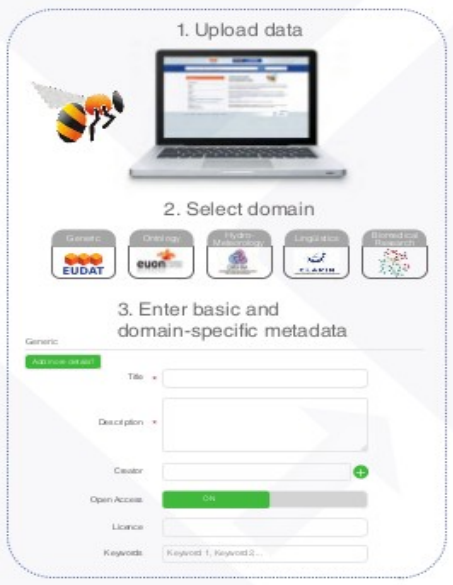 1. Upload data
2. Select domain
Generic
Ontology
Hydro-
Meteorology
Linguistics
Biomedical
Research
EUDAT
euon
CLARIN
3. Enter basic and
domain-specific metadata
Generic
Add more details?
Title *
Description *
Creator
Open Access ON
Licence
Keywords Keyword 1, Keyword 2...